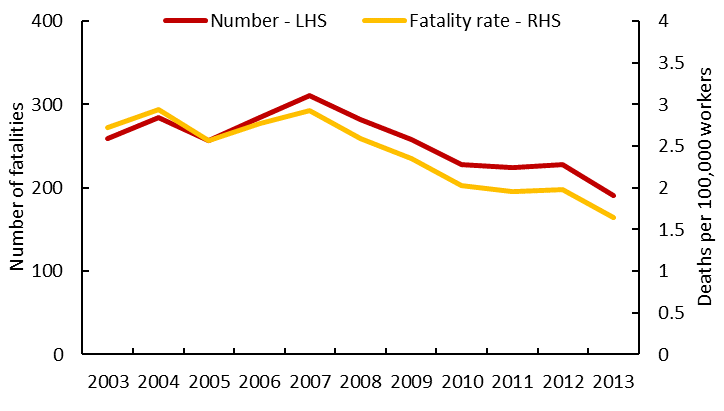 Number - LHS
Fatality rate - RHS
Number of fatalities
400
300
200
100
0
Deaths per 100,000 workers
4
3.5
3
2.5
2
1.5
1
0.5
0
2003 2004 2005 2006 2007 2008 2009 2010 2011 2012 2013